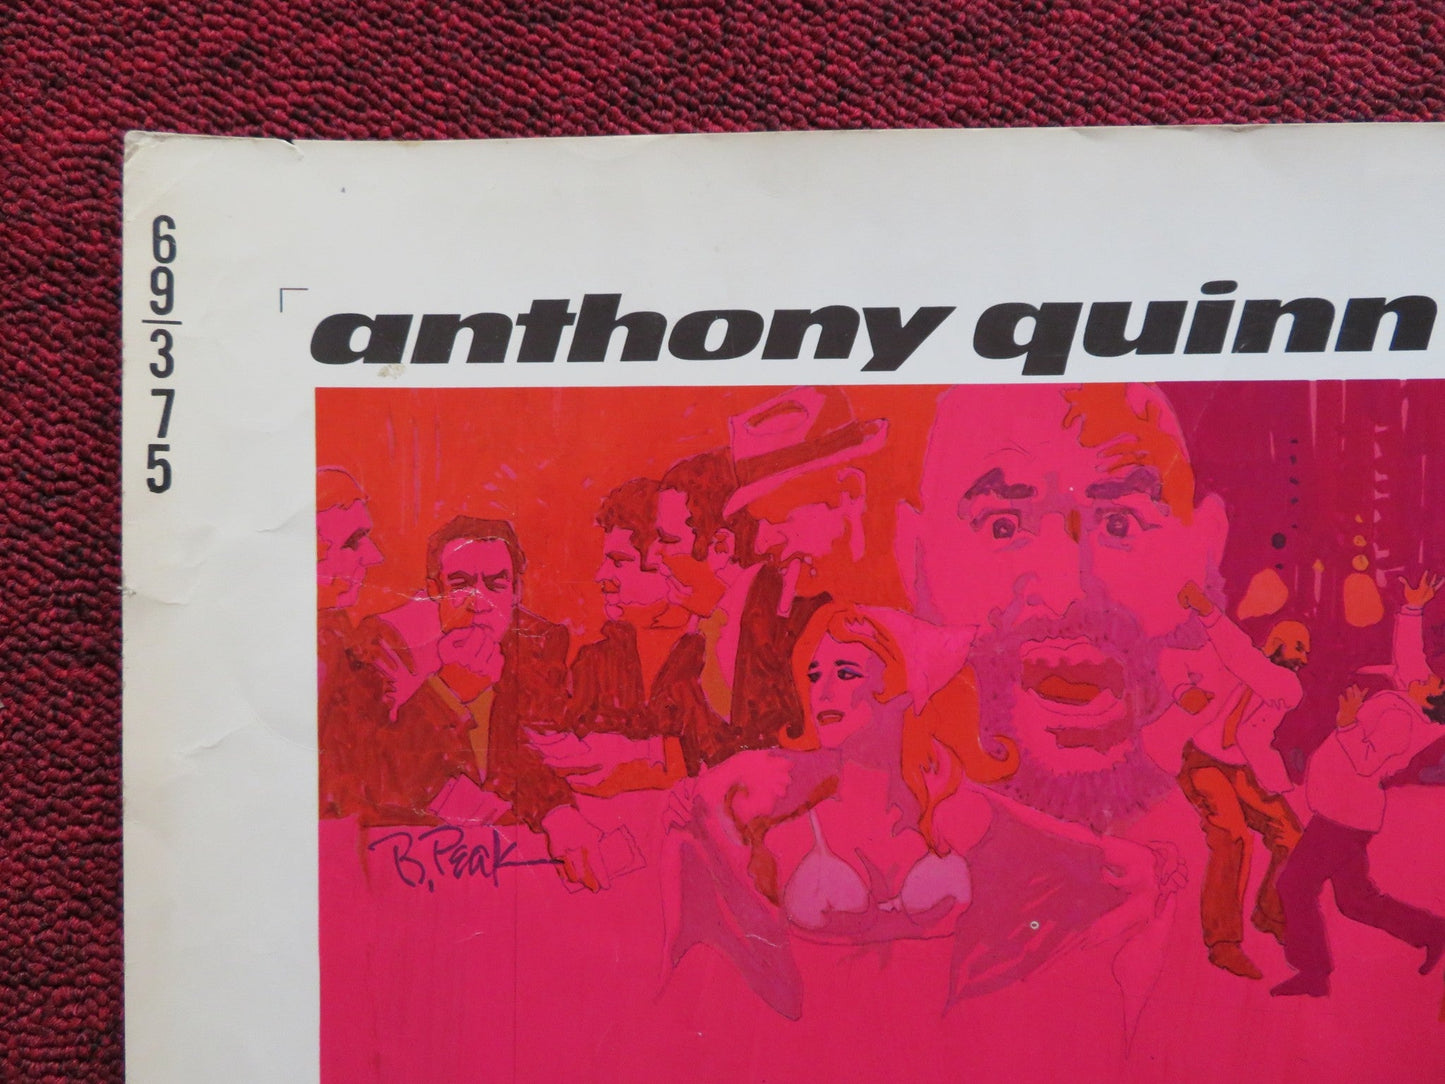 69/375
anthony quinn
B. Peak